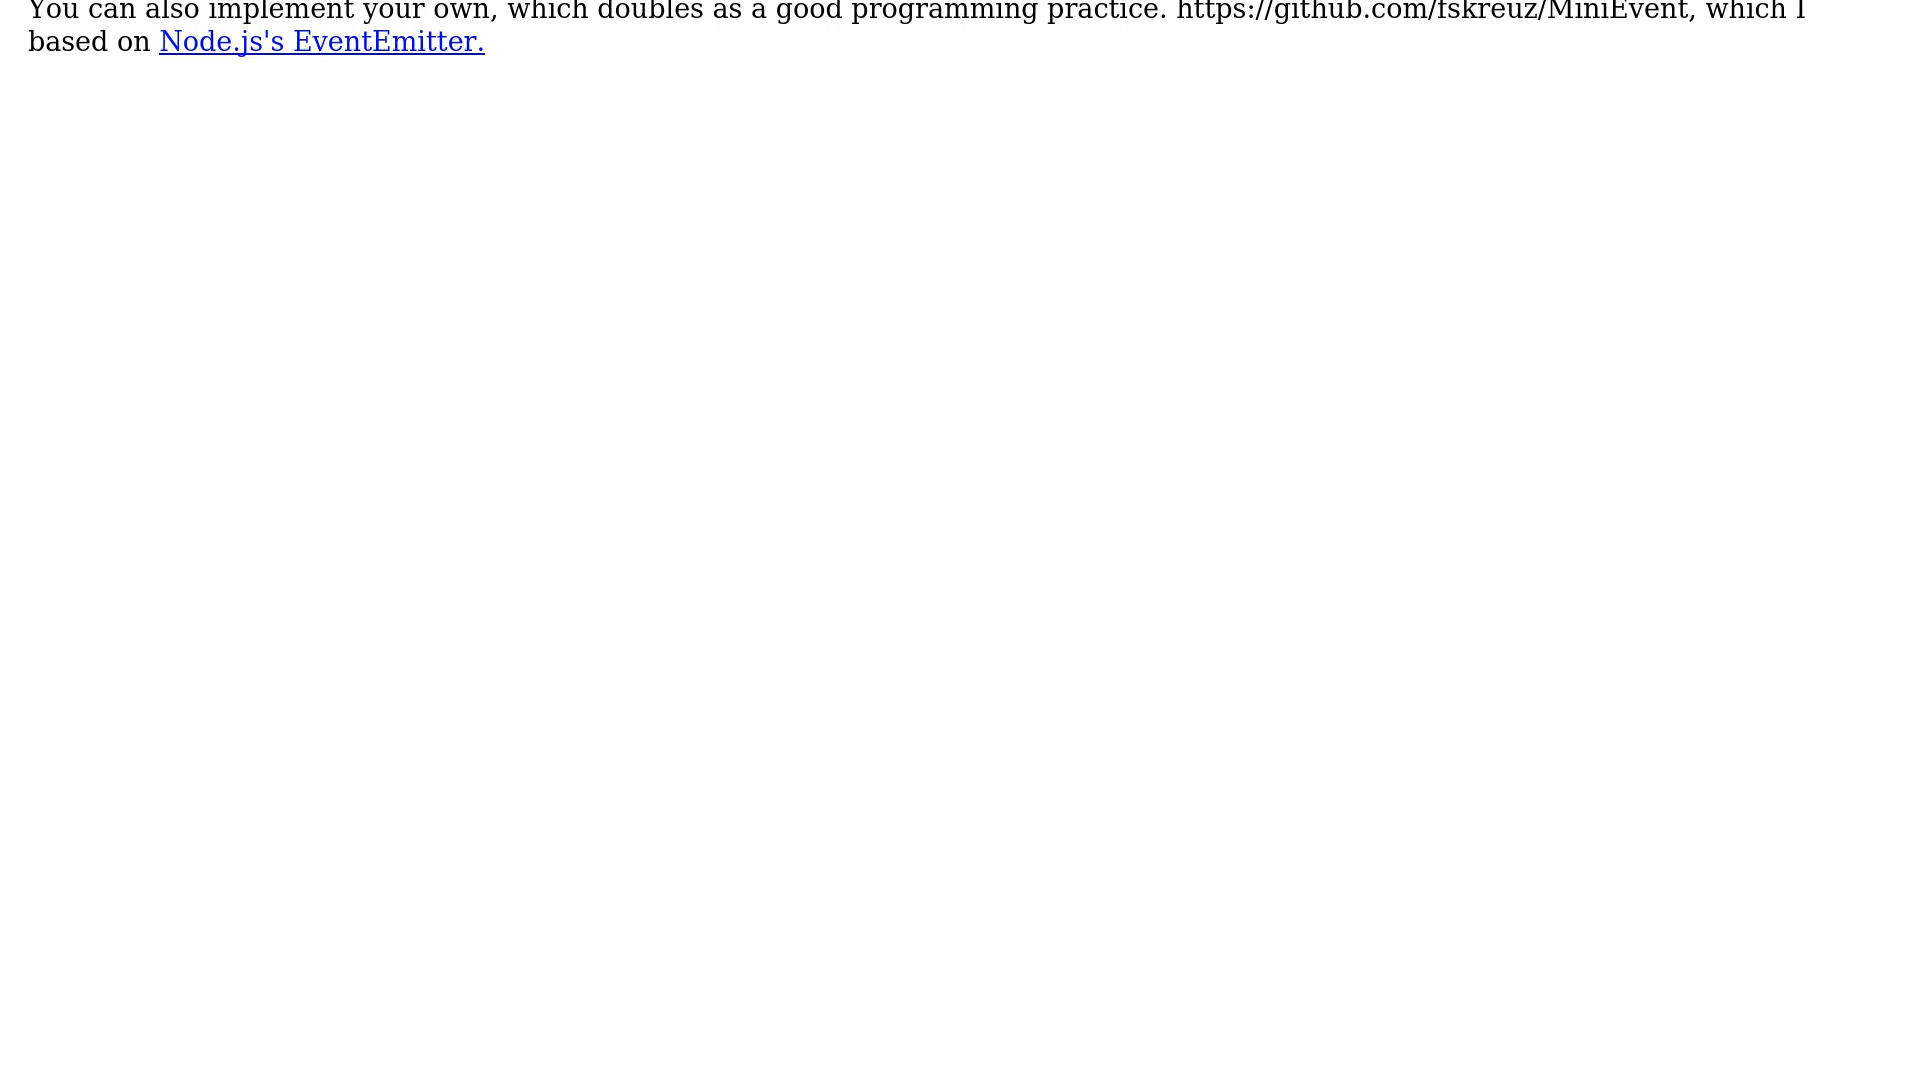 You can also implement your own, which doubles as a good programming practice. https://github.com/fskreuz/MiniEvent, which I
based on Node.js's EventEmitter.